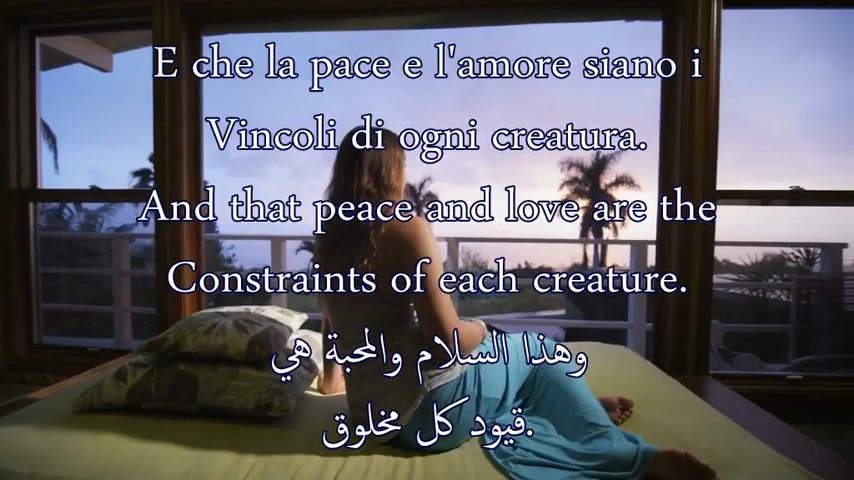 E che la pace e l'amore siano i
Vincoli di ogni creatura.
And that peace and love are the
Constraints of each creature.
وهذا السلام والمحبة هي
قيود كل مخلوق.